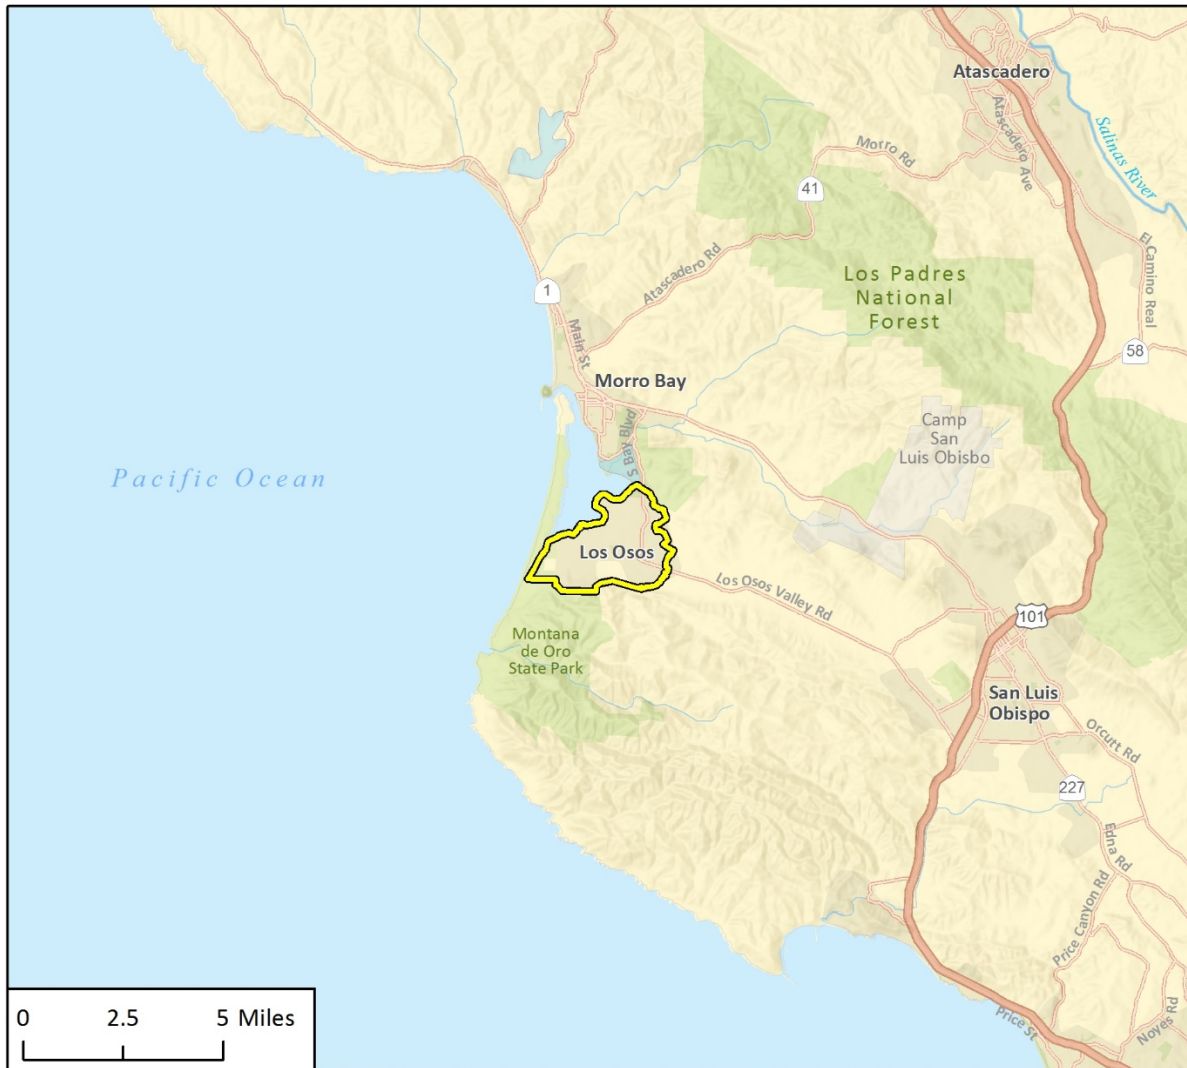 Atascadero
Salinas River
Atascadero Ave
Morro Rd
41
El Camino Real
Atascadero Rd
Los Padres
National
Forest
1
Main St
58
Morro Bay
S Bay Blvd
Camp
San
Luis Obisbo
Pacific Ocean
Los Osos
Los Osos Valley Rd
101
Montana
de Oro
State Park
San Luis
Obispo
Orcutt Rd
227
Edna Rd
Price Canyon Rd
Noyes Rd
Price St
0 2.5 5 Miles